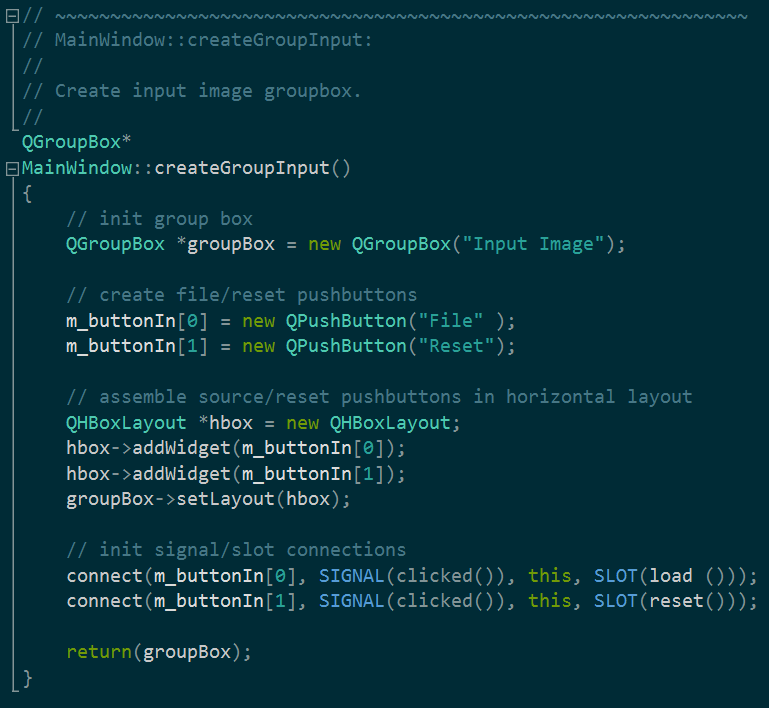 // ~~~~~~~~~~~~~~~~~~~~~~~~~~~~~~~~~~~~~~~~~~~~~~~~~~~~~~~~~~~~~~~
// MainWindow::createGroupInput:
//
// Create input image groupbox.
//
QGroupBox*
MainWindow::createGroupInput()
{
    // init group box
    QGroupBox *groupBox = new QGroupBox("Input Image");

    // create file/reset pushbuttons
    m_buttonIn[0] = new QPushButton("File" );
    m_buttonIn[1] = new QPushButton("Reset");

    // assemble source/reset pushbuttons in horizontal layout
    QHBoxLayout *hbox = new QHBoxLayout;
    hbox->addWidget(m_buttonIn[0]);
    hbox->addWidget(m_buttonIn[1]);
    groupBox->setLayout(hbox);

    // init signal/slot connections
    connect(m_buttonIn[0], SIGNAL(clicked()), this, SLOT(load ()));
    connect(m_buttonIn[1], SIGNAL(clicked()), this, SLOT(reset()));

    return(groupBox);
}